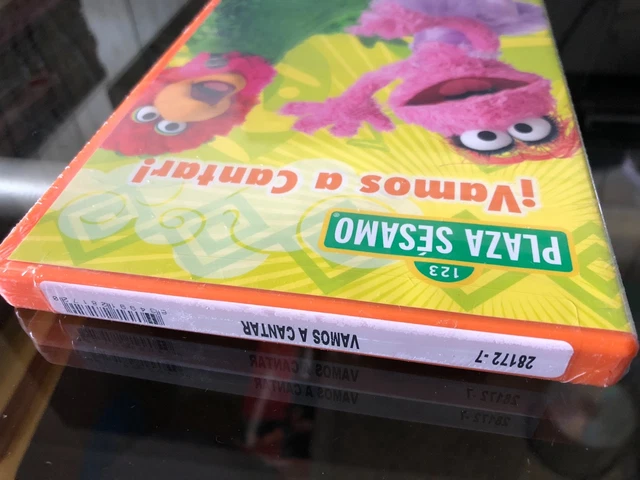 123
PLAZA SÉSAMO
¡Vamos a Cantar!
28172-7
VAMOS A CANTAR